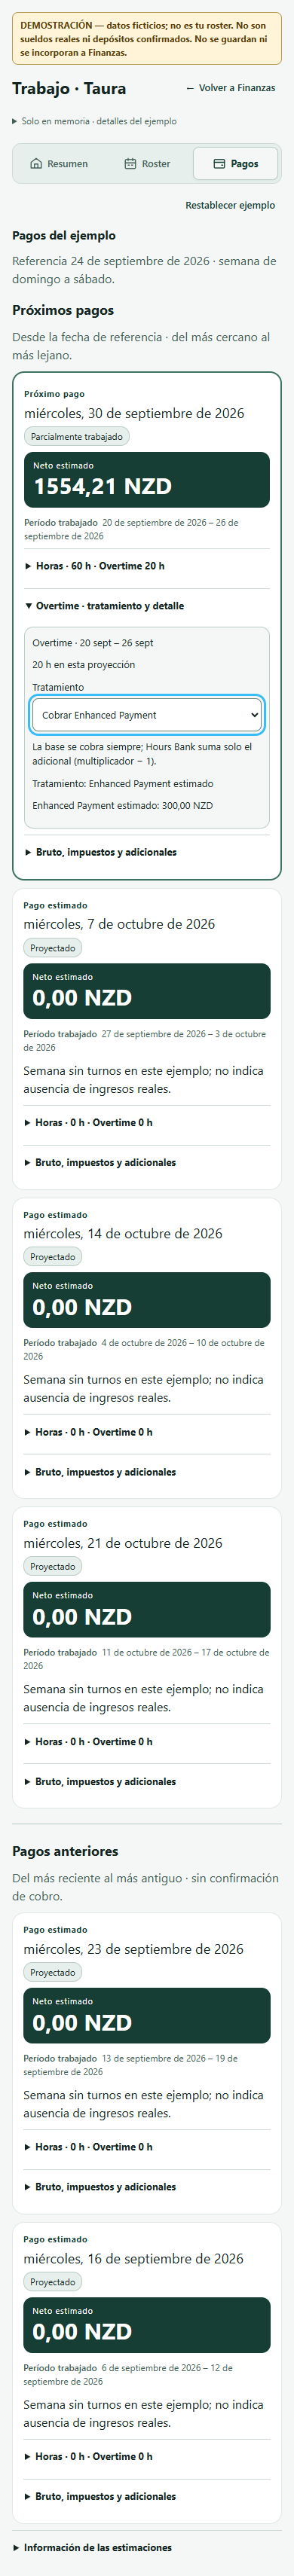 DEMOSTRACIÓN — datos ficticios; no es tu roster. No son
sueldos reales ni depósitos confirmados. No se guardan ni
se incorporan a Finanzas.
Trabajo · Taura
← Volver a Finanzas
▶ Solo en memoria · detalles del ejemplo
Resumen
Roster
Pagos
Restablecer ejemplo
Pagos del ejemplo
Referencia 24 de septiembre de 2026 · semana de
domingo a sábado.
Próximos pagos
Desde la fecha de referencia · del más cercano al
más lejano.
Próximo pago
miércoles, 30 de septiembre de 2026
Parcialmente trabajado
Neto estimado
1554,21 NZD
Período trabajado 20 de septiembre de 2026 – 26 de
septiembre de 2026
▶ Horas · 60 h · Overtime 20 h
▼ Overtime · tratamiento y detalle
Overtime · 20 sept – 26 sept
20 h en esta proyección
Tratamiento
Cobrar Enhanced Payment
La base se cobra siempre; Hours Bank suma solo el
adicional (multiplicador − 1).
Tratamiento: Enhanced Payment estimado
Enhanced Payment estimado: 300,00 NZD
▶ Bruto, impuestos y adicionales
Pago estimado
miércoles, 7 de octubre de 2026
Proyectado
Neto estimado
0,00 NZD
Período trabajado 27 de septiembre de 2026 – 3 de octubre
de 2026
Semana sin turnos en este ejemplo; no indica
ausencia de ingresos reales.
▶ Horas · 0 h · Overtime 0 h
▶ Bruto, impuestos y adicionales
Pago estimado
miércoles, 14 de octubre de 2026
Proyectado
Neto estimado
0,00 NZD
Período trabajado 4 de octubre de 2026 – 10 de octubre de
2026
Semana sin turnos en este ejemplo; no indica
ausencia de ingresos reales.
▶ Horas · 0 h · Overtime 0 h
▶ Bruto, impuestos y adicionales
Pago estimado
miércoles, 21 de octubre de 2026
Proyectado
Neto estimado
0,00 NZD
Período trabajado 11 de octubre de 2026 – 17 de octubre de
2026
Semana sin turnos en este ejemplo; no indica
ausencia de ingresos reales.
▶ Horas · 0 h · Overtime 0 h
▶ Bruto, impuestos y adicionales
Pagos anteriores
Del más reciente al más antiguo · sin confirmación
de cobro.
Pago estimado
miércoles, 23 de septiembre de 2026
Proyectado
Neto estimado
0,00 NZD
Período trabajado 13 de septiembre de 2026 – 19 de
septiembre de 2026
Semana sin turnos en este ejemplo; no indica
ausencia de ingresos reales.
▶ Horas · 0 h · Overtime 0 h
▶ Bruto, impuestos y adicionales
Pago estimado
miércoles, 16 de septiembre de 2026
Proyectado
Neto estimado
0,00 NZD
Período trabajado 6 de septiembre de 2026 – 12 de
septiembre de 2026
Semana sin turnos en este ejemplo; no indica
ausencia de ingresos reales.
▶ Horas · 0 h · Overtime 0 h
▶ Bruto, impuestos y adicionales
▶ Información de las estimaciones